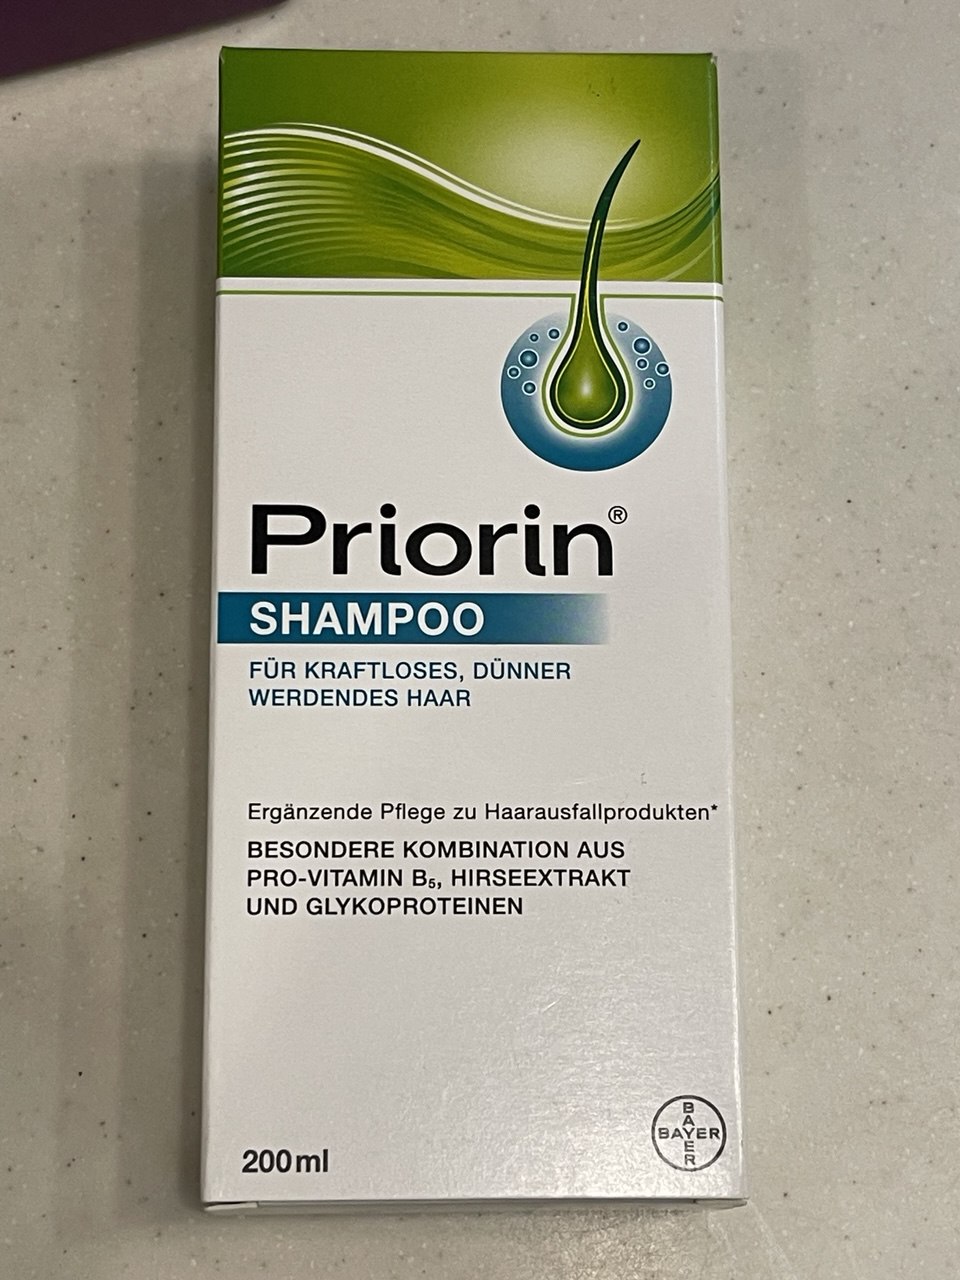 Priorin®
SHAMPOO
FÜR KRAFTLOSES, DÜNNER
WERDENDES HAAR
Ergänzende Pflege zu Haarausfallprodukten*
BESONDERE KOMBINATION AUS
PRO-VITAMIN B₅, HIRSEEXTRAKT
UND GLYKOPROTEINEN
BAYER
BAYER
200ml